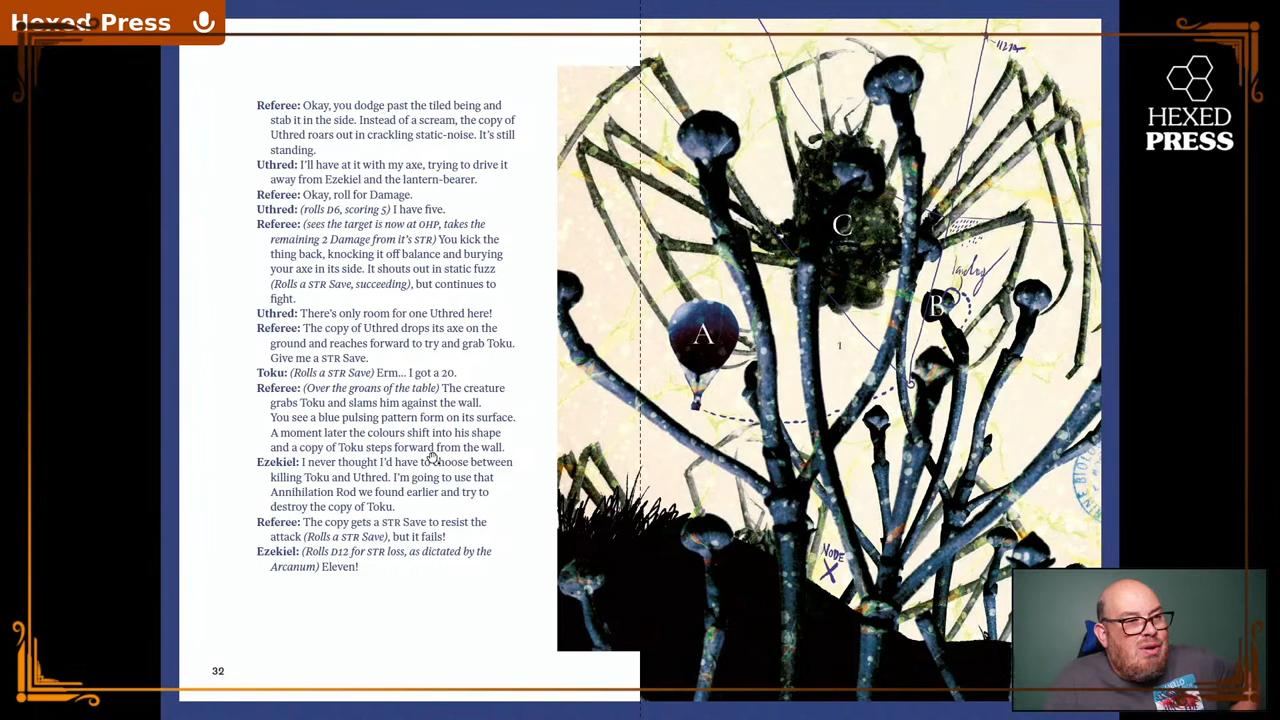 Hexed Press
HEXED
PRESS
Referee: Okay, you dodge past the tiled being and
stab it in the side. Instead of a scream, the copy of
Uthred roars out in crackling static-noise. It's still
standing.
Uthred: I'll have at it with my axe, trying to drive it
away from Ezekiel and the lantern-bearer.
Referee: Okay, roll for Damage.
Uthred: (rolls D6, scoring 5) I have five.
Referee: (sees the target is now at 0HP, takes the
remaining 2 Damage from it's STR) You kick the
thing back, knocking it off balance and burying
your axe in its side. It shouts out in static fuzz
(Rolls a STR Save, succeeding), but continues to
fight.
Uthred: There's only room for one Uthred here!
Referee: The copy of Uthred drops its axe on the
ground and reaches forward to try and grab Toku.
Give me a STR Save.
Toku: (Rolls a STR Save) Erm... I got a 20.
Referee: (Over the groans of the table) The creature
grabs Toku and slams him against the wall.
You see a blue pulsing pattern form on its surface.
A moment later the colours shift into his shape
and a copy of Toku steps forward from the wall.
Ezekiel: I never thought I'd have to choose between
killing Toku and Uthred. I'm going to use that
Annihilation Rod we found earlier and try to
destroy the copy of Toku.
Referee: The copy gets a STR Save to resist the
attack (Rolls a STR Save), but it fails!
Ezekiel: (Rolls D12 for STR loss, as dictated by the
Arcanum) Eleven!
32
C
B
A
1
NODE
X
HELLO